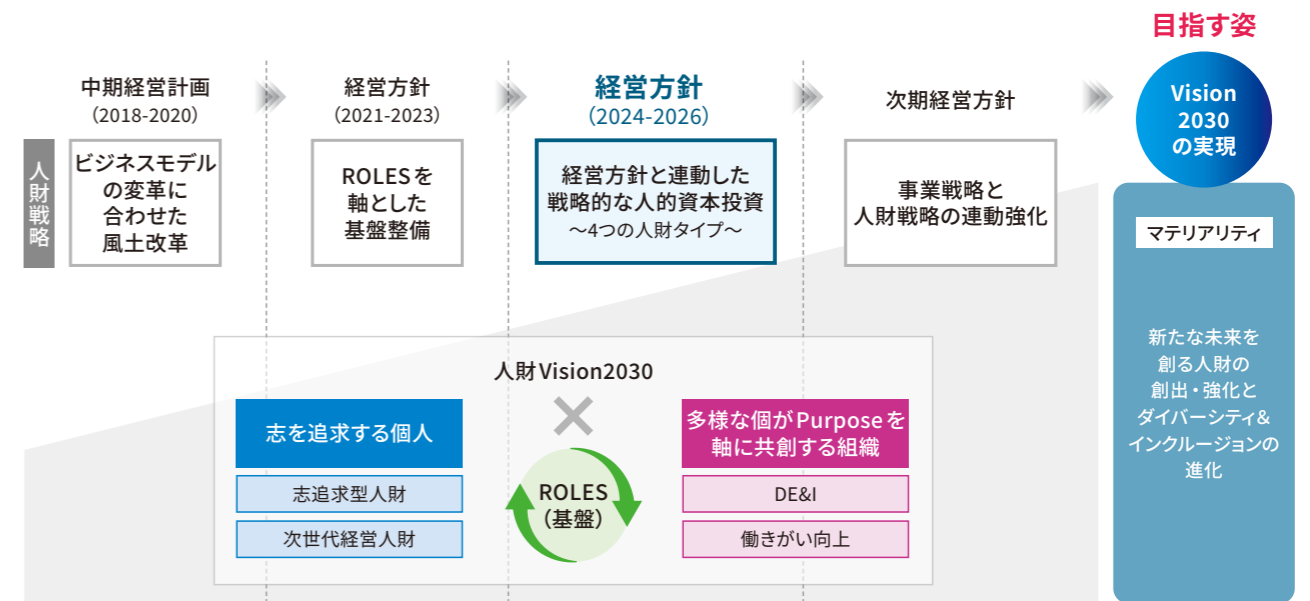 目指す姿
中期経営計画
（2018-2020）
経営方針
（2021-2023）
経営方針
（2024-2026）
次期経営方針
Vision
2030
の実現
人財戦略
ビジネスモデル
の変革に
合わせた
風土改革
ROLESを
軸とした
基盤整備
経営方針と連動した
戦略的な人的資本投資
～4つの人財タイプ～
事業戦略と
人財戦略の連動強化
マテリアリティ
新たな未来を
創る人財の
創出・強化と
ダイバーシティ&
インクルージョンの
進化
人財Vision2030
志を追求する個人
志追求型人財
次世代経営人財
ROLES
（基盤）
多様な個がPurposeを
軸に共創する組織
DE&I
働きがい向上